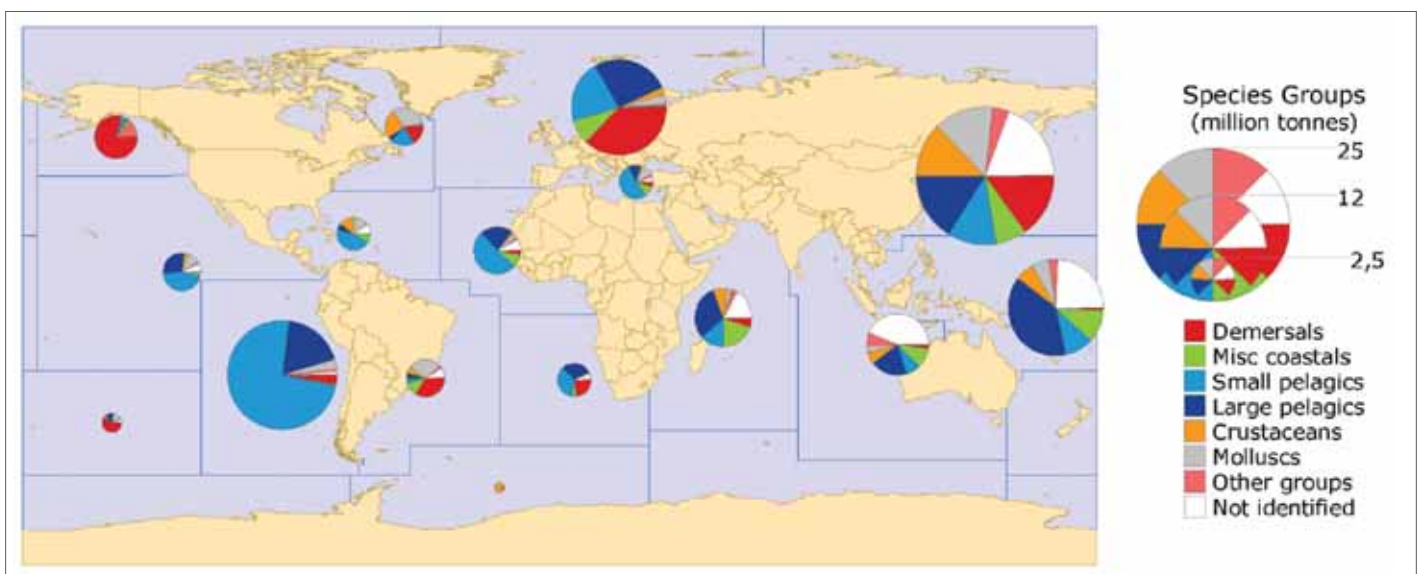 Species Groups
(million tonnes)
25
12
2,5
Demersals
Misc coastals
Small pelagics
Large pelagics
Crustaceans
Molluscs
Other groups
Not identified